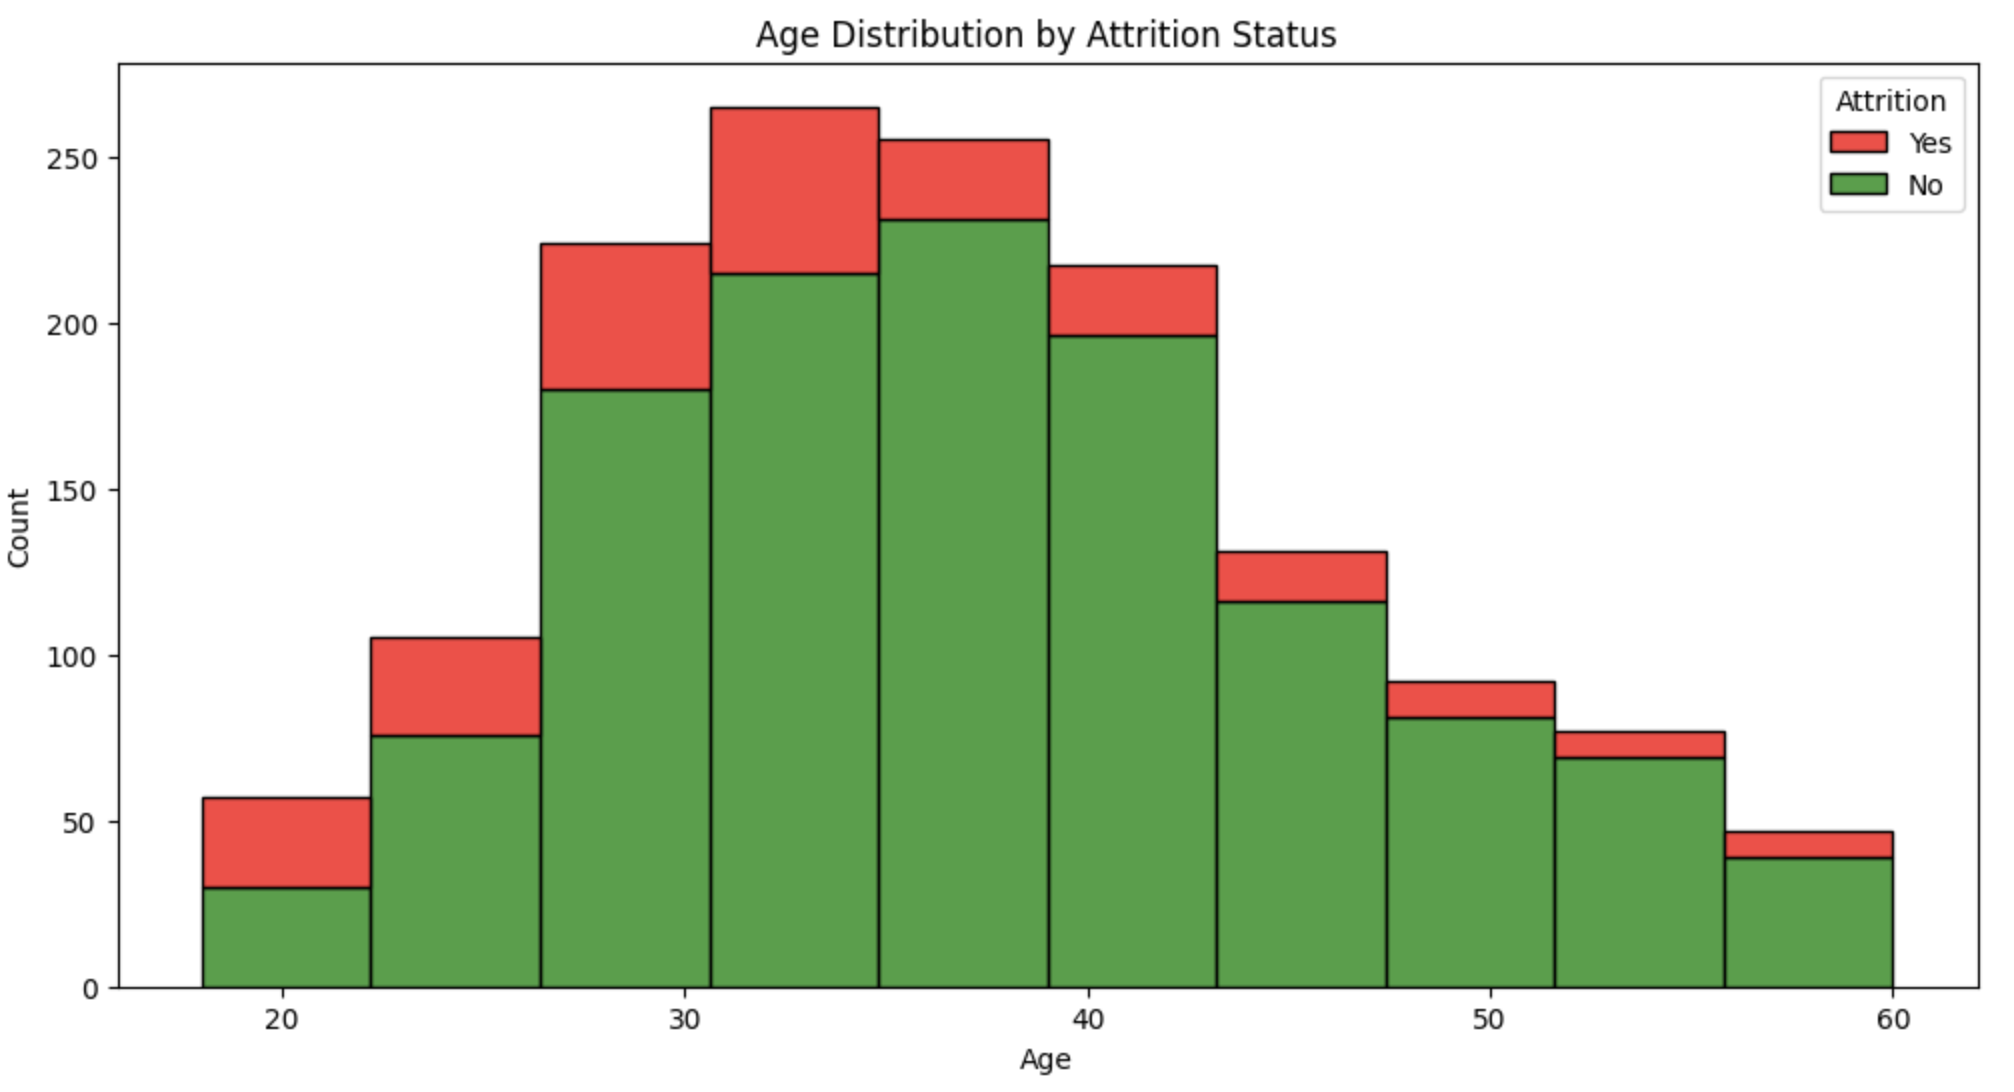 Age Distribution by Attrition Status
Attrition
Yes
No
250
200
150
100
50
0
Count
20 30 40 50 60
Age